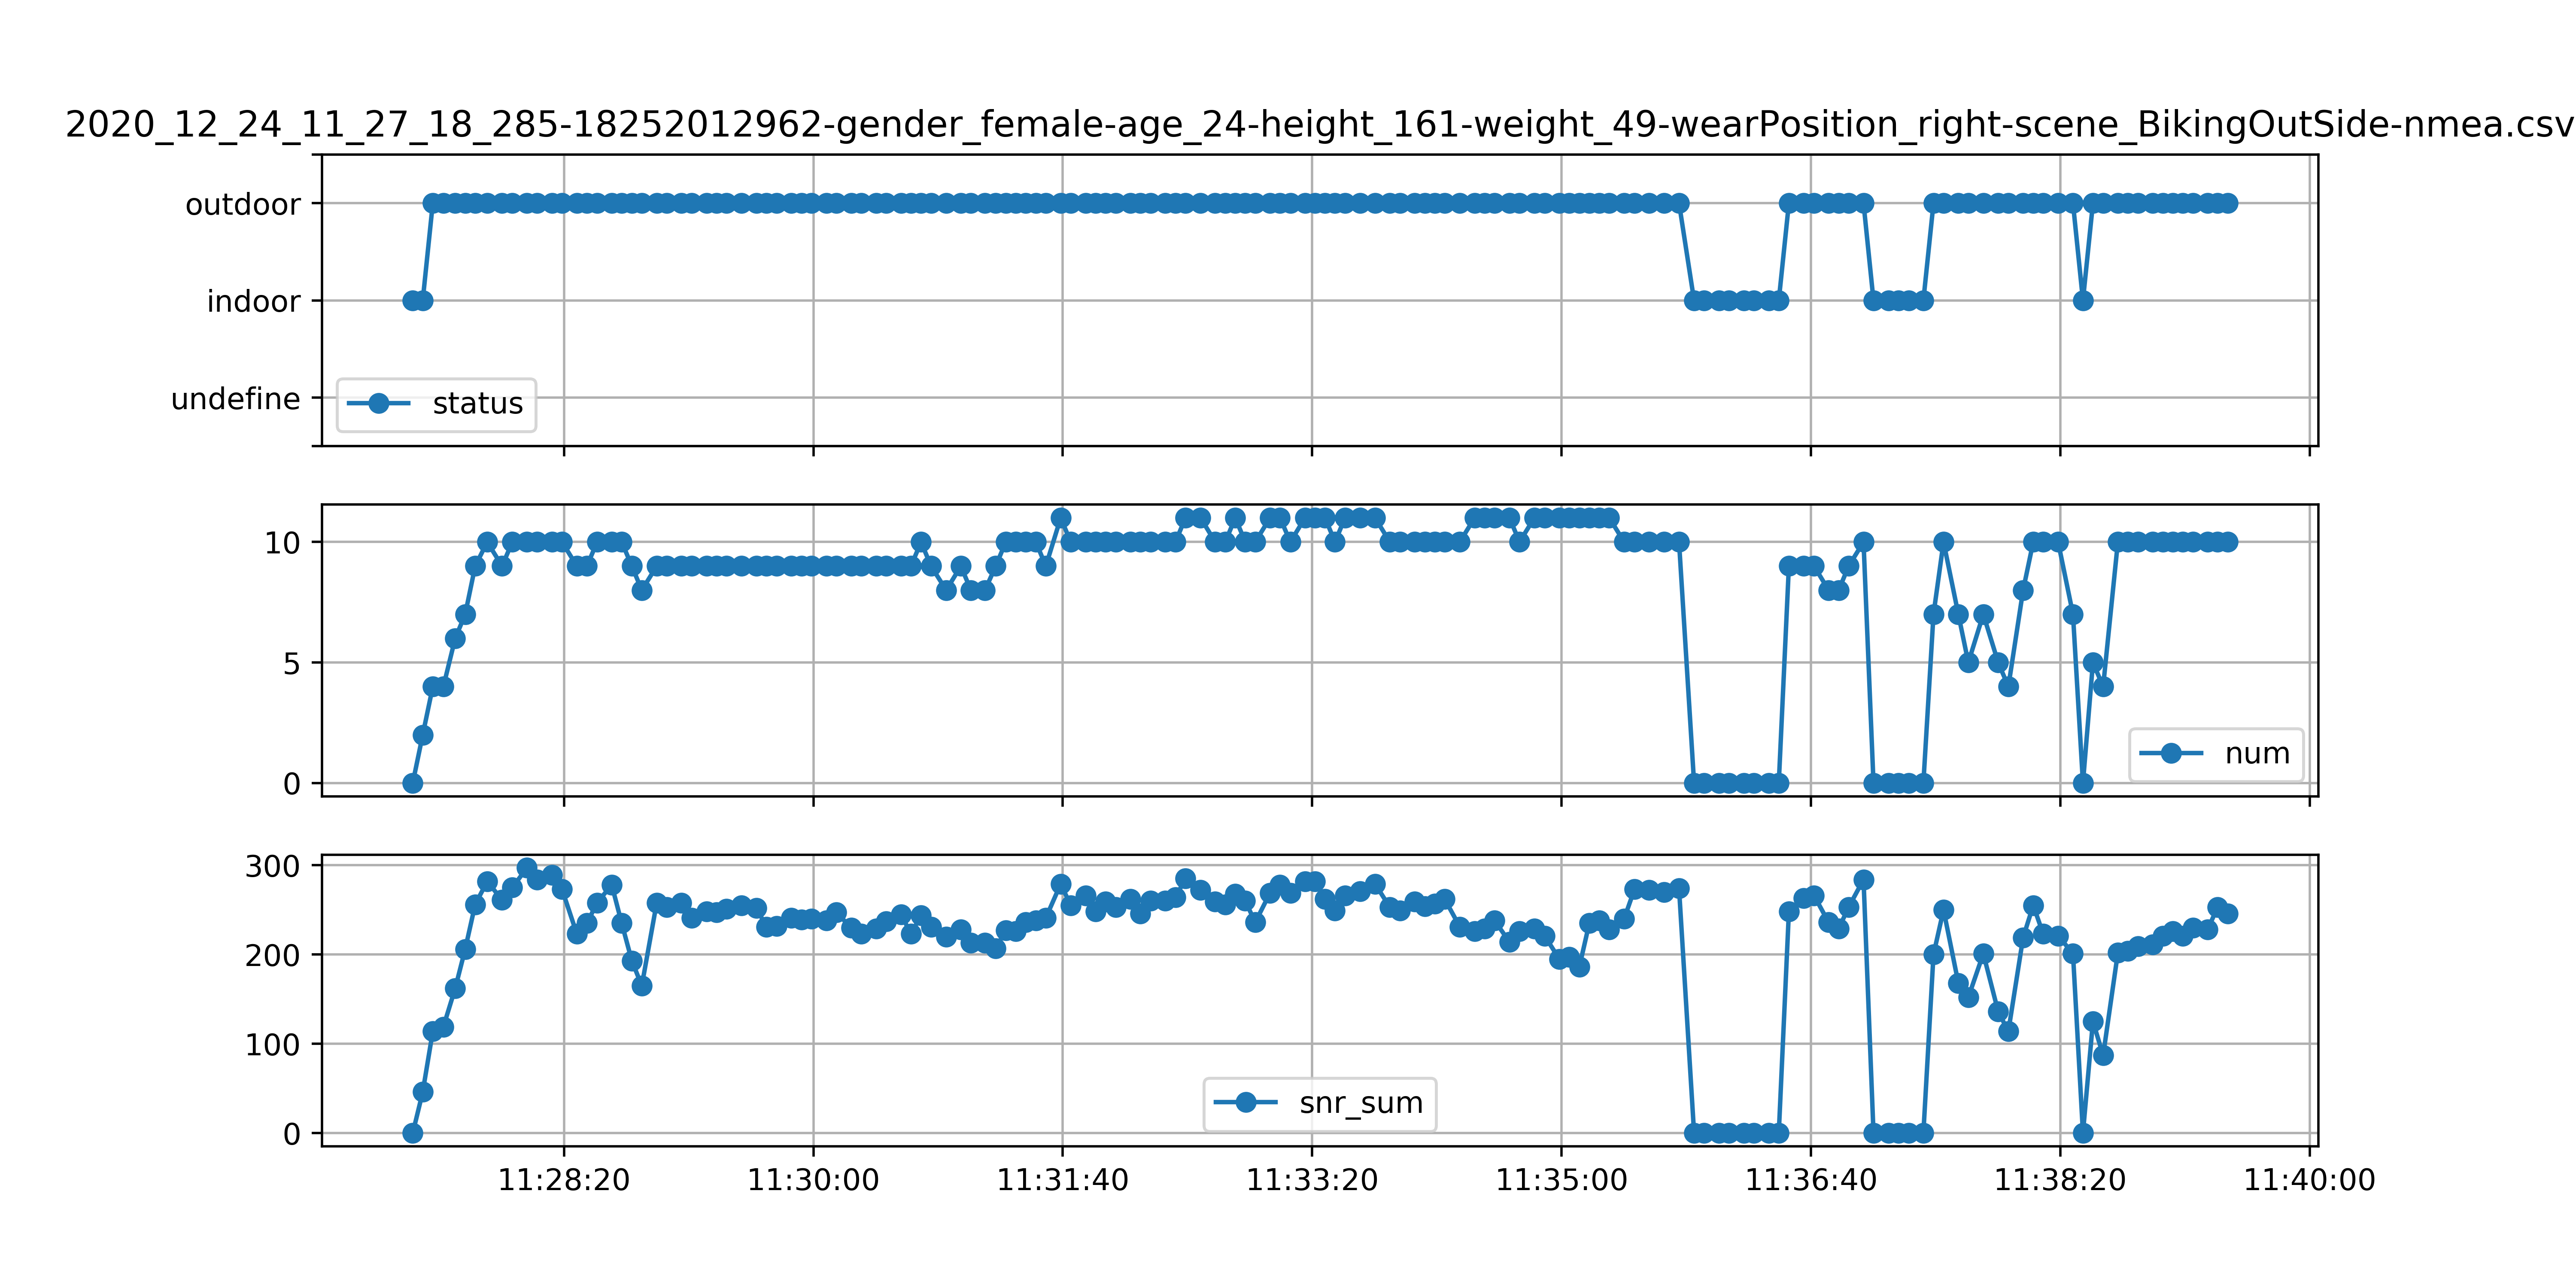 2020_12_24_11_27_18_285-18252012962-gender_female-age_24-height_161-weight_49-wearPosition_right-scene_BikingOutSide-nmea.csv
outdoor
indoor
undefine
status
10
5
0
num
300
200
100
0
snr_sum
11:28:20 11:30:00 11:31:40 11:33:20 11:35:00 11:36:40 11:38:20 11:40:00